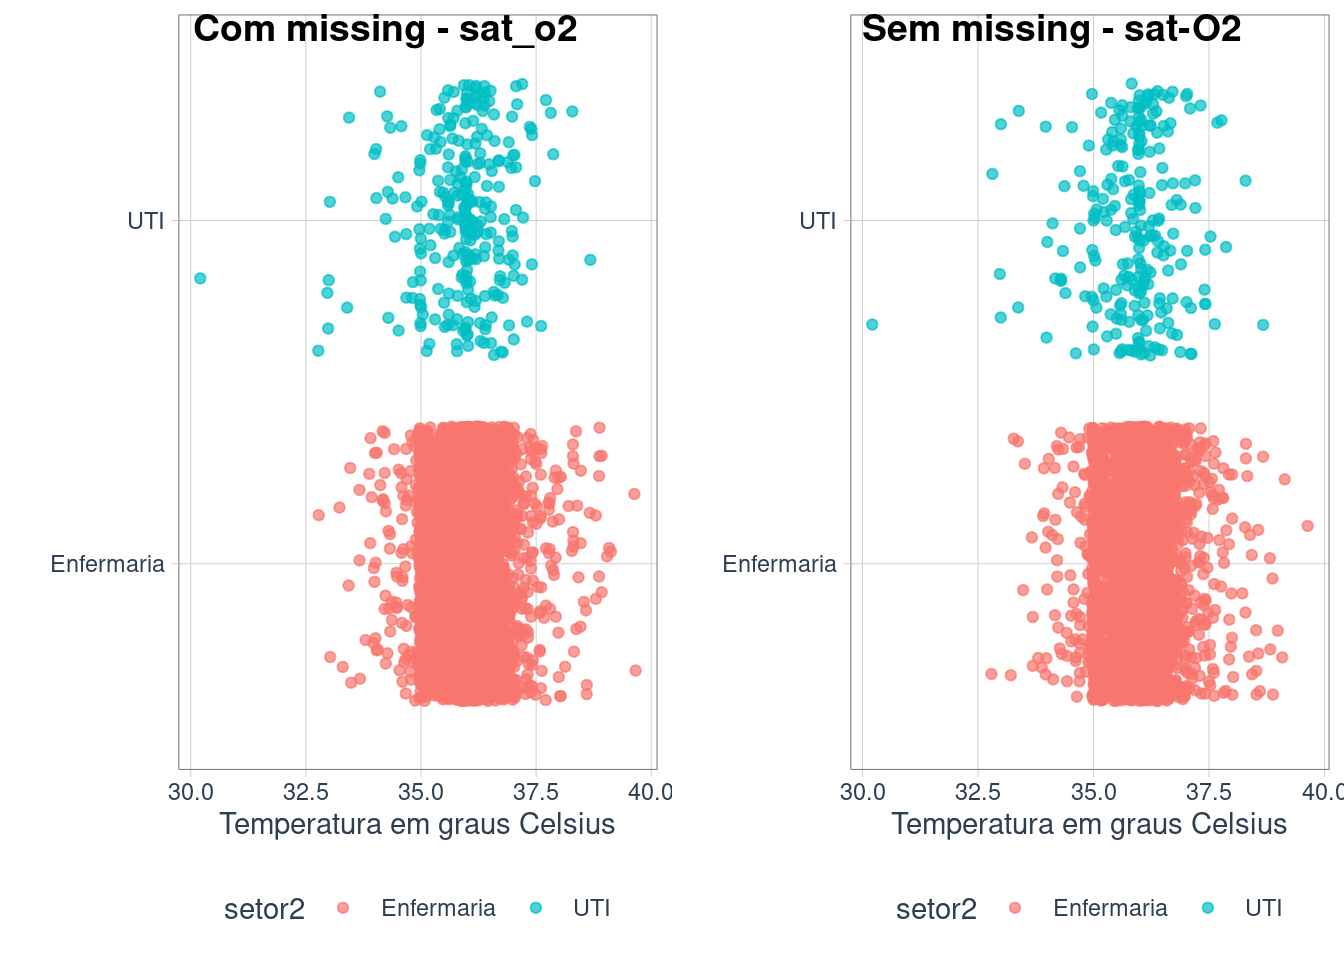 Com missing - sat_o2
UTI
Enfermaria
30.0 32.5 35.0 37.5 40.0
Temperatura em graus Celsius
setor2 Enfermaria UTI
Sem missing - sat-O2
UTI
Enfermaria
30.0 32.5 35.0 37.5 40.0
Temperatura em graus Celsius
setor2 Enfermaria UTI